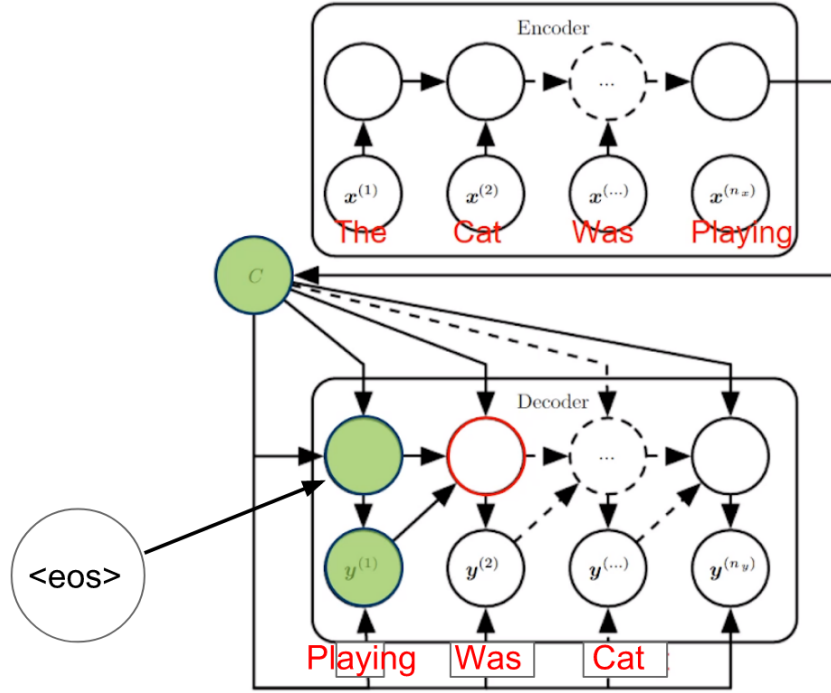 Encoder
...
x^(1) x^(2) x^(...) x^(n_x)
The Cat Was Playing
C
Decoder
...
<eos>
y^(1) y^(2) y^(...) y^(n_y)
Playing Was Cat